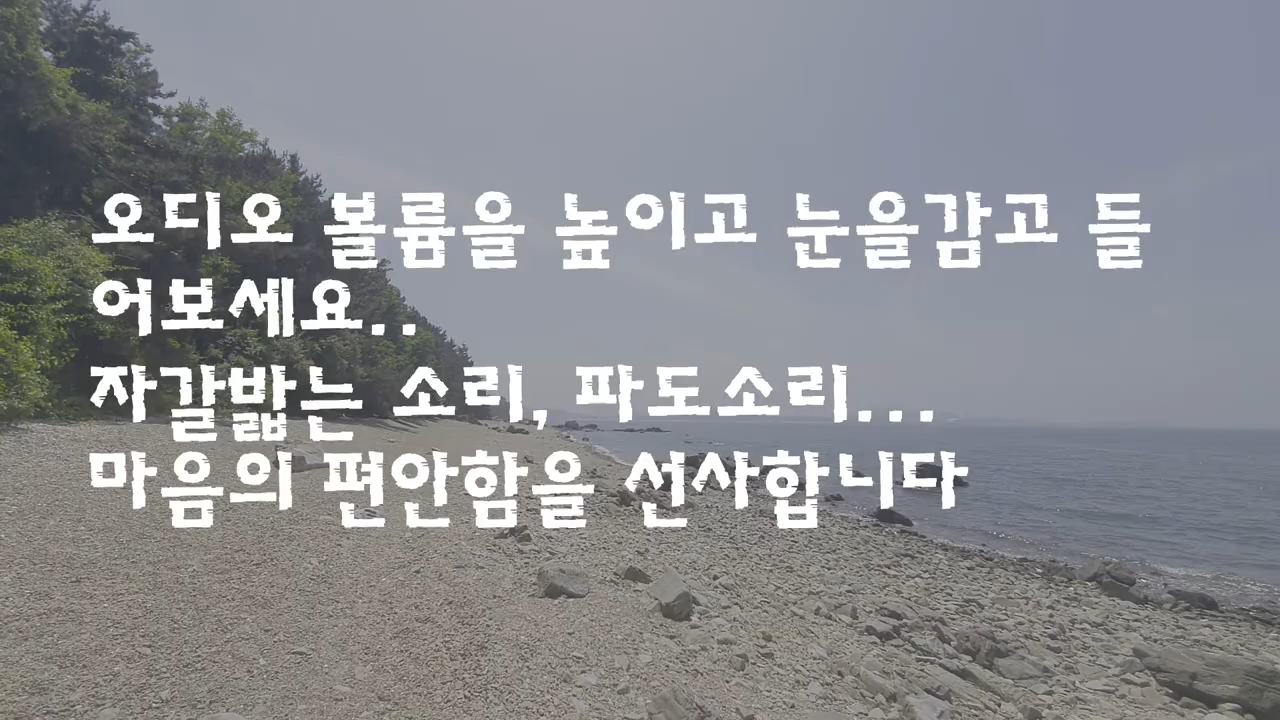 오디오 볼륨을 높이고 눈을감고 들
어보세요..
자갈밟는 소리, 파도소리...
마음의 편안함을 선사합니다